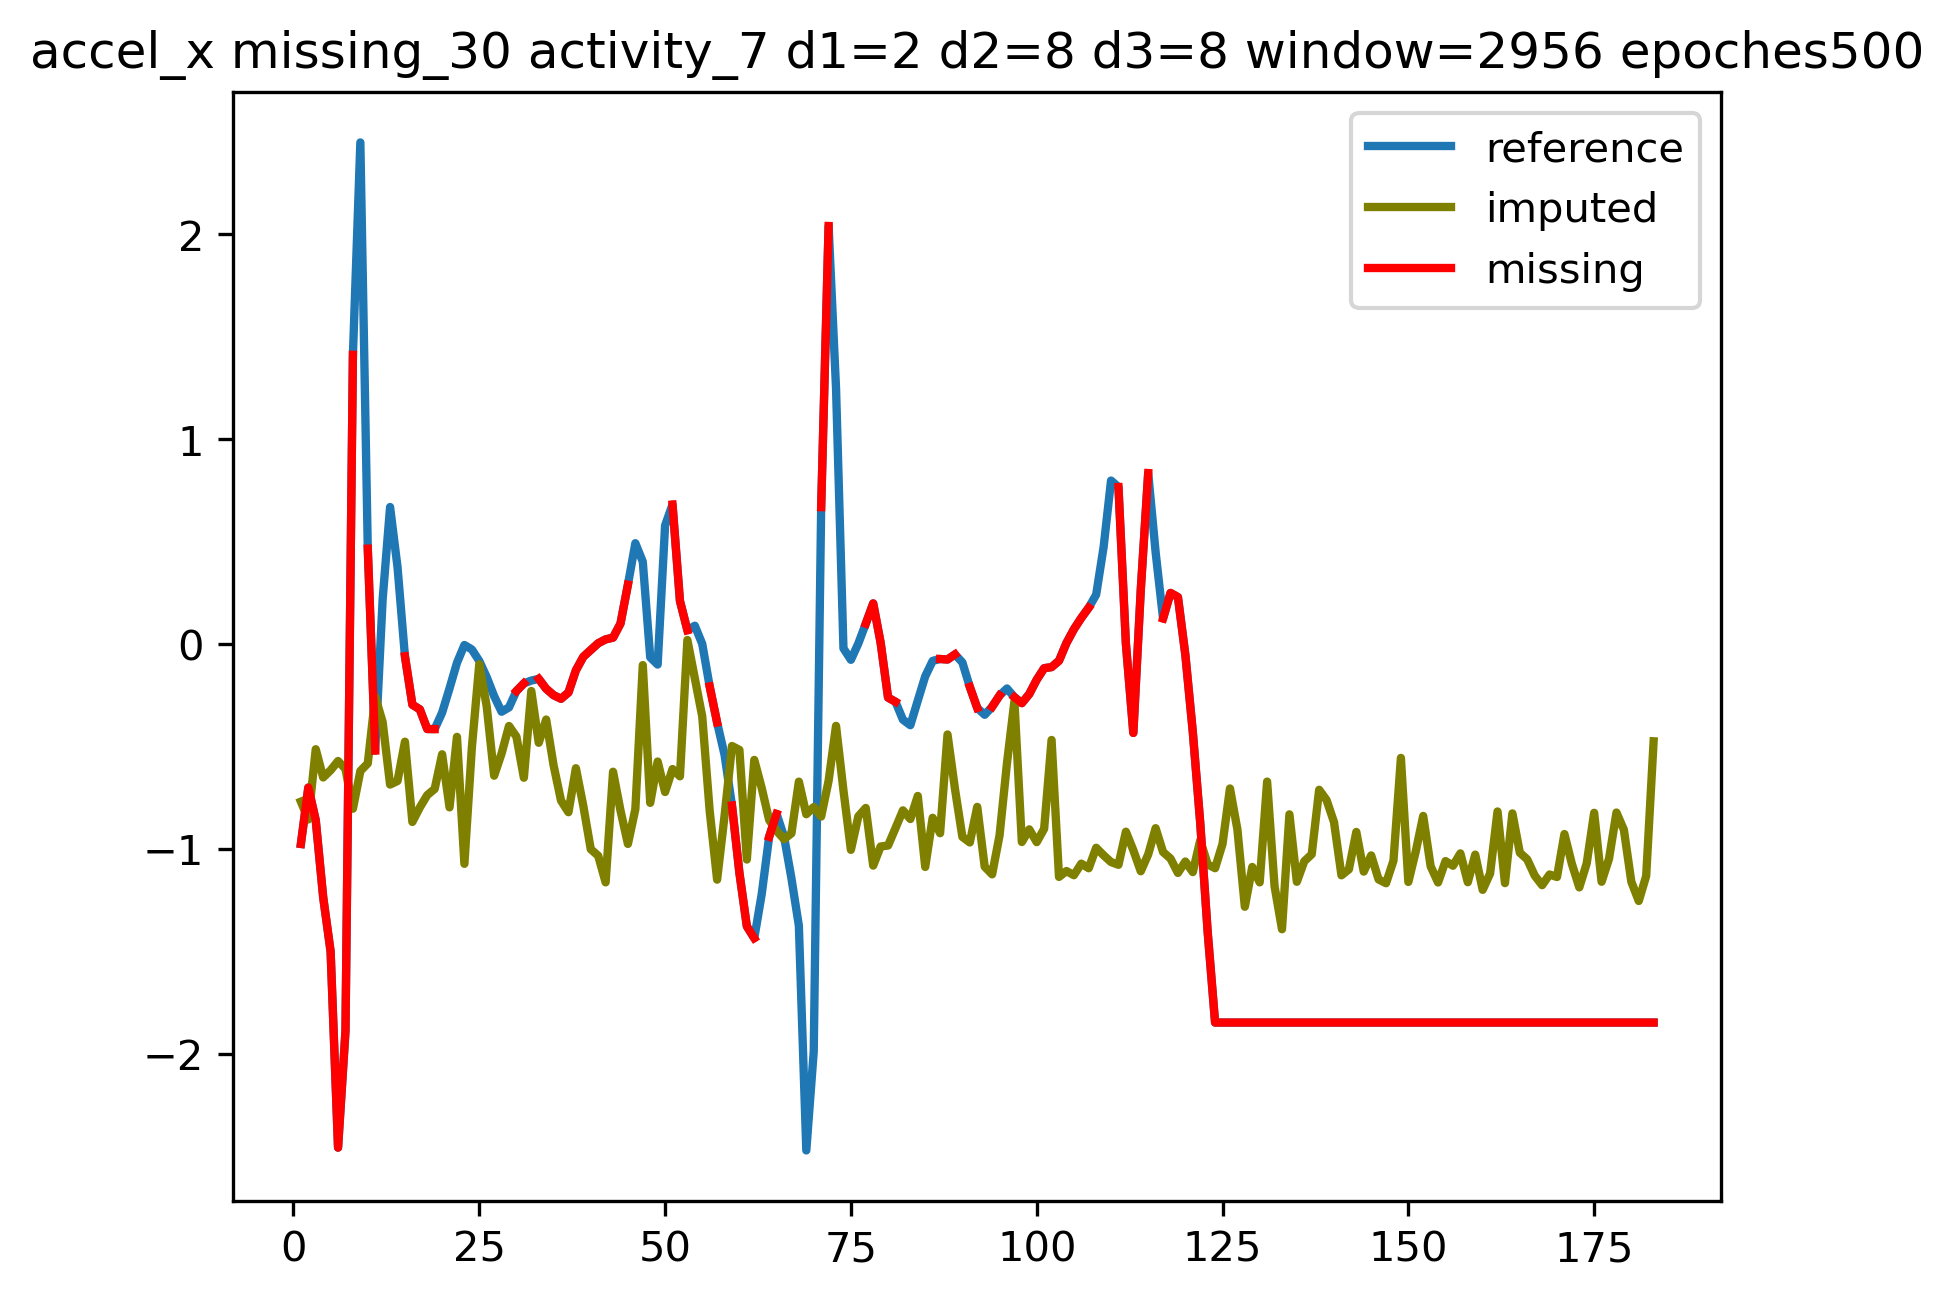 accel_x missing_30 activity_7 d1=2 d2=8 d3=8 window=2956 epoches500
reference
imputed
missing
2
1
0
−1
−2
0 25 50 75 100 125 150 175